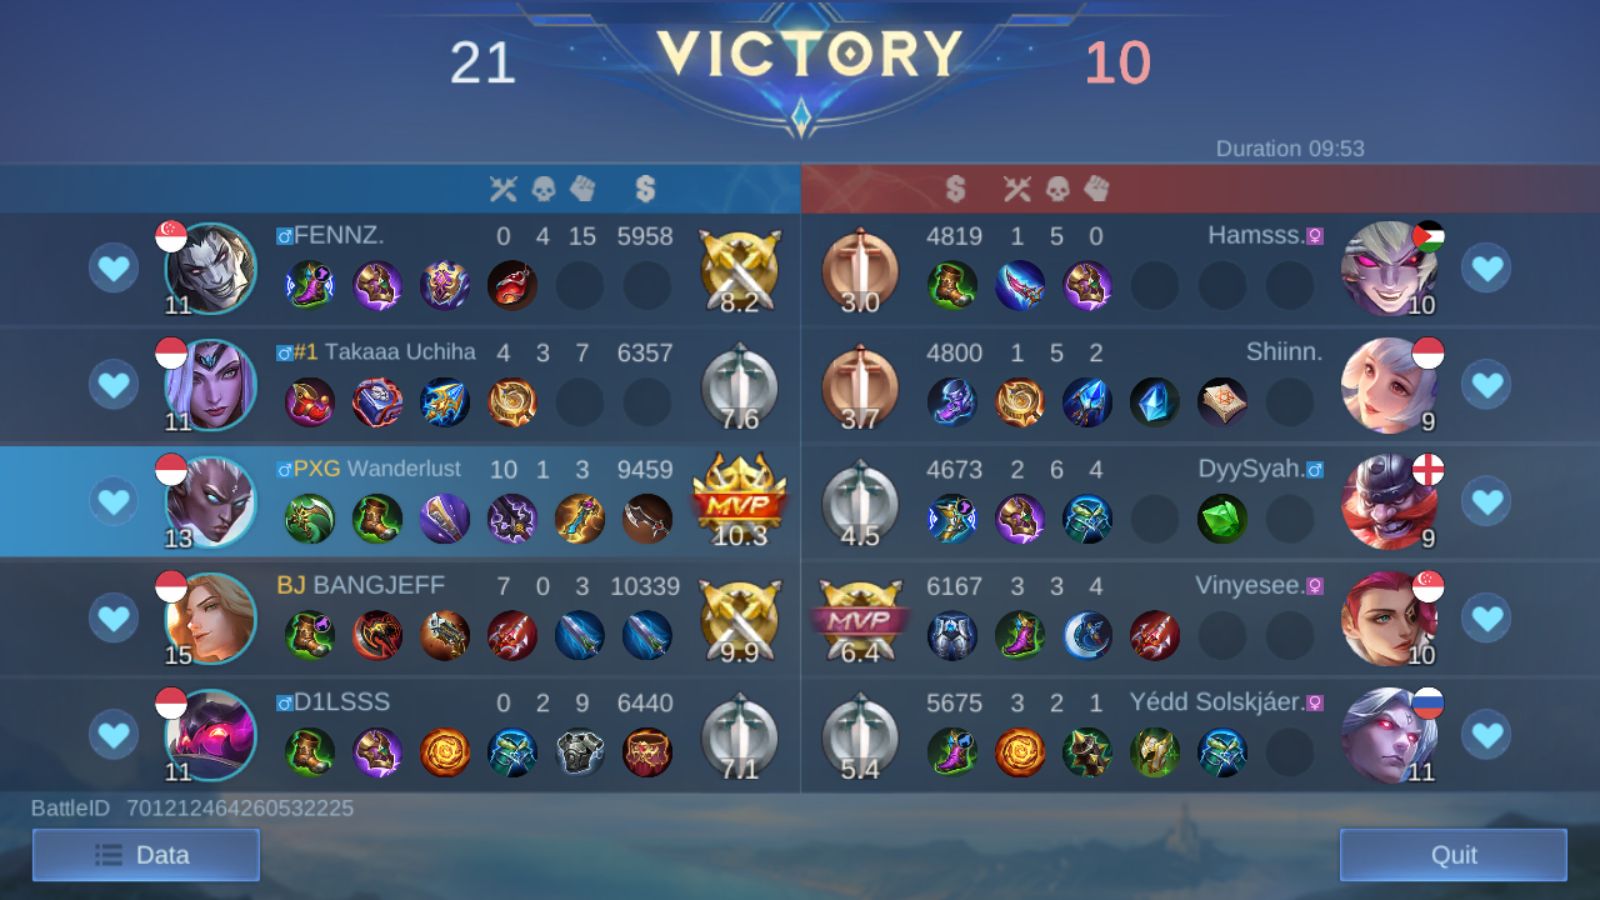 21 VICTORY 10
Duration 09:53
FENNZ. 0 4 15 5958
11 8.2
4819 1 5 0 Hamsss.
3.0 10
#1 Takaaa Uchiha 4 3 7 6357
11 7.6
4800 1 5 2 Shiinn.
3.7 9
PXG Wanderlust 10 1 3 9459
MVP
13 10.3
4673 2 6 4 DyySyah.
4.5 9
BJ BANGJEFF 7 0 3 10339
15 9.9
6167 3 3 4 Vinyesee.
MVP
6.4 10
D1LSSS 0 2 9 6440
11 7.1
5675 3 2 1 Yédd Solskjáer.
5.4 11
BattleID 701212464260532225
Data
Quit